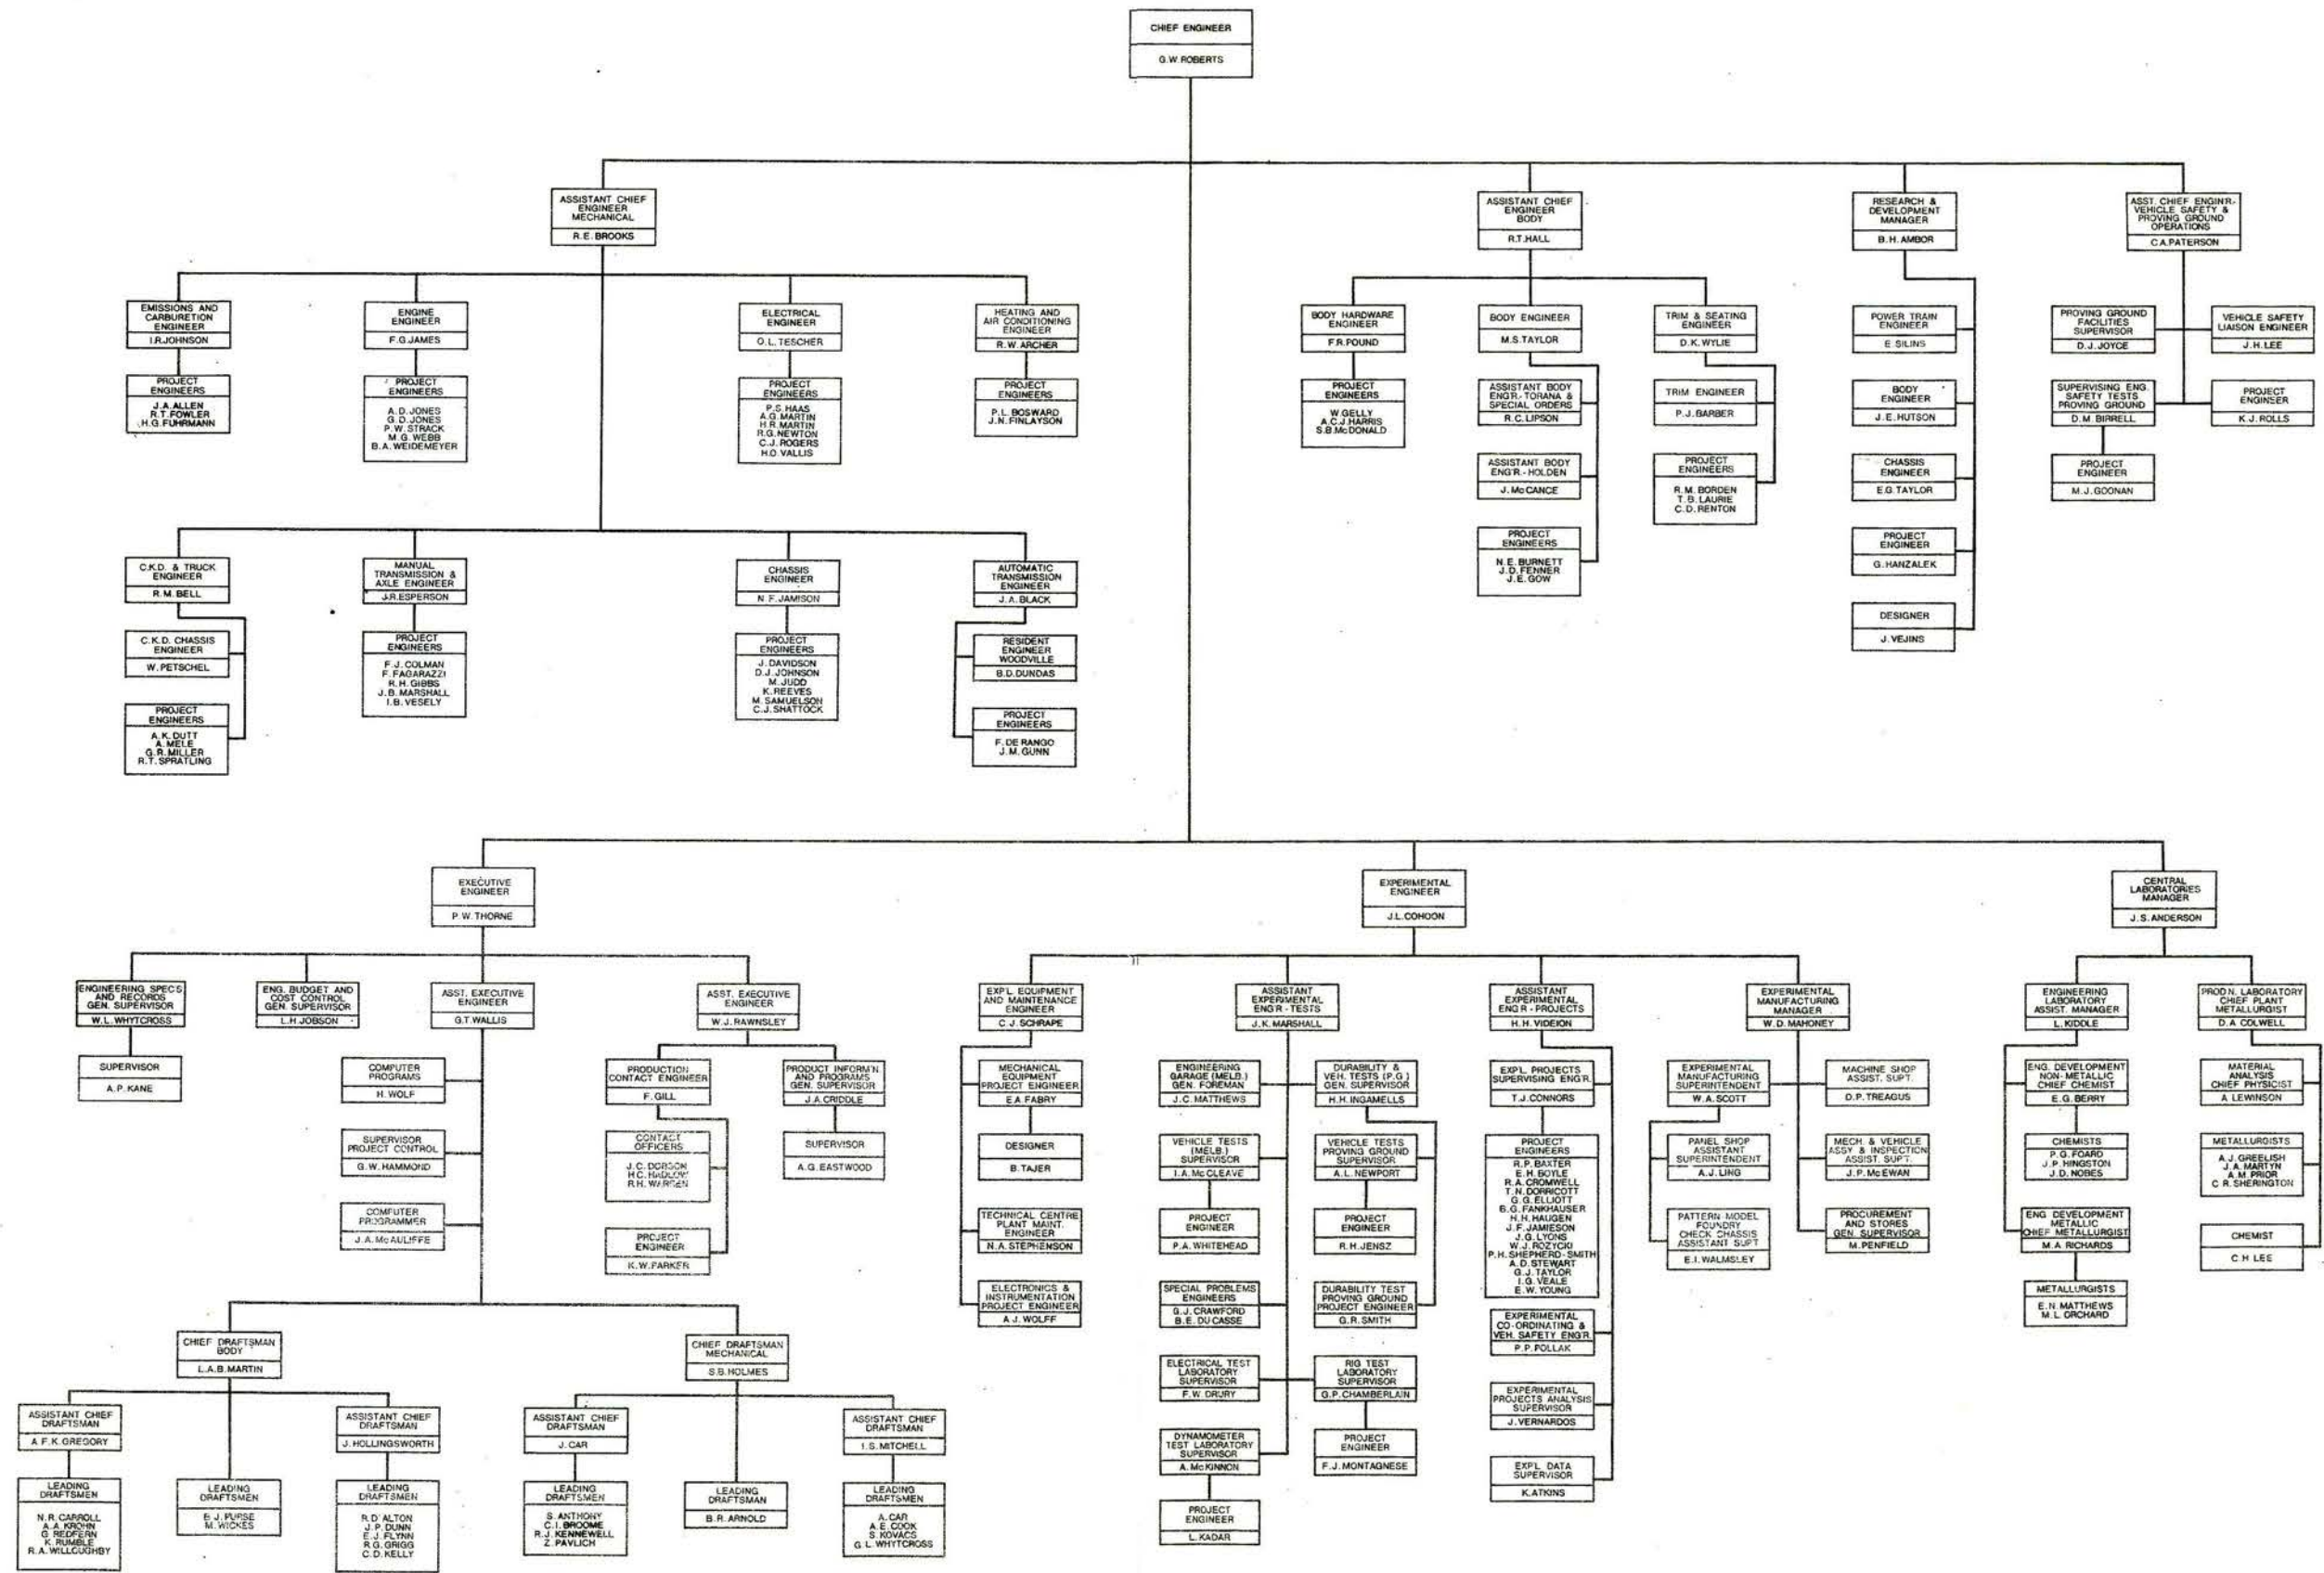 CHIEF ENGINEER
G.W. ROBERTS
ASSISTANT CHIEF
ENGINEER
MECHANICAL
R.E. BROOKS
EMISSIONS AND
CARBURETION
ENGINEER
I.R. JOHNSON
PROJECT
ENGINEERS
J.A. ALLEN
R.T. FOWLER
H.G. FUHRMANN
ENGINE
ENGINEER
F.G. JAMES
PROJECT
ENGINEERS
A.D. JONES
G.D. JONES
P.W. STRACK
M.G. WEBB
B.A. WEIDEMEYER
ELECTRICAL
ENGINEER
O.L. TESCHER
PROJECT
ENGINEERS
P.S. HAAS
A.G. MARTIN
H.R. MARTIN
R.G. NEWTON
C.J. ROGERS
H.O. VALLIS
HEATING AND
AIR CONDITIONING
ENGINEER
R.W. ARCHER
PROJECT
ENGINEERS
P.L. BOSWARD
J.N. FINLAYSON
C.K.D. & TRUCK
ENGINEER
R.M. BELL
C.K.D. CHASSIS
ENGINEER
W. PETSCHEL
PROJECT
ENGINEERS
A.K. DUTT
A. MELE
G.R. MILLER
R.T. SPRATLING
MANUAL
TRANSMISSION &
AXLE ENGINEER
J.R. ESPERSON
PROJECT
ENGINEERS
F.J. COLMAN
F. FAGARAZZI
R.H. GIBBS
J.B. MARSHALL
I.B. VESELY
CHASSIS
ENGINEER
N.F. JAMISON
PROJECT
ENGINEERS
J. DAVIDSON
D.J. JOHNSON
M. JUDD
K. REEVES
M. SAMUELSON
C.J. SHATTOCK
AUTOMATIC
TRANSMISSION
ENGINEER
J.A. BLACK
RESIDENT
ENGINEER
WOODVILLE
B.D. DUNDAS
PROJECT
ENGINEERS
F. DE RANGO
J.M. GUNN
ASSISTANT CHIEF
ENGINEER
BODY
R.T. HALL
BODY HARDWARE
ENGINEER
F.R. POUND
PROJECT
ENGINEERS
W. GELLY
A.C.J. HARRIS
S.B. McDONALD
BODY ENGINEER
M.S. TAYLOR
ASSISTANT BODY
ENG'R.- TORANA &
SPECIAL ORDERS
R.C. LIPSON
ASSISTANT BODY
ENG'R.- HOLDEN
J. McCANCE
PROJECT
ENGINEERS
N.E. BURNETT
J.D. FENNER
J.E. GOW
TRIM & SEATING
ENGINEER
D.K. WYLIE
TRIM ENGINEER
P.J. BARBER
PROJECT
ENGINEERS
R.M. BORDEN
T.B. LAURIE
C.D. RENTON
RESEARCH &
DEVELOPMENT
MANAGER
B.H. AMBOR
POWER TRAIN
ENGINEER
E. SILINS
BODY
ENGINEER
J.E. HUTSON
CHASSIS
ENGINEER
E.G. TAYLOR
PROJECT
ENGINEER
G. HANZALEK
DESIGNER
J. VEJINS
ASST. CHIEF ENGIN'R.-
VEHICLE SAFETY &
PROVING GROUND
OPERATIONS
C.A. PATERSON
PROVING GROUND
FACILITIES
SUPERVISOR
D.J. JOYCE
VEHICLE SAFETY
LIAISON ENGINEER
J.H. LEE
SUPERVISING ENG.
SAFETY TESTS
PROVING GROUND
D.M. BIRRELL
PROJECT
ENGINEER
K.J. ROLLS
PROJECT
ENGINEER
M.J. GOONAN
EXECUTIVE
ENGINEER
P.W. THORNE
ENGINEERING SPEC'S
AND RECORDS
GEN. SUPERVISOR
W.L. WHYTCROSS
SUPERVISOR
A.P. KANE
ENG. BUDGET AND
COST CONTROL
GEN. SUPERVISOR
L.H. JOBSON
ASST. EXECUTIVE
ENGINEER
G.T. WALLIS
COMPUTER
PROGRAMS
H. WOLF
SUPERVISOR
PROJECT CONTROL
G.W. HAMMOND
COMPUTER
PROGRAMMER
J.A. McAULIFFE
ASST. EXECUTIVE
ENGINEER
W.J. RAWNSLEY
PRODUCTION
CONTACT ENGINEER
F. GILL
CONTACT
OFFICERS
J.C. DOBSON
H.C. HADLOW
R.H. WARDEN
PROJECT
ENGINEER
K.W. PARKER
PRODUCT INFORM'N
AND PROGRAMS
GEN. SUPERVISOR
J.A. CRIDDLE
SUPERVISOR
A.G. EASTWOOD
CHIEF DRAFTSMAN
BODY
L.A.B. MARTIN
ASSISTANT CHIEF
DRAFTSMAN
A.F.K. GREGORY
LEADING
DRAFTSMEN
N.R. CARROLL
A.A. KROHN
G. REDFERN
K. RUMBLE
R.A. WILLOUGHBY
LEADING
DRAFTSMEN
B.J. PURSE
M. WICKES
ASSISTANT CHIEF
DRAFTSMAN
J. HOLLINGSWORTH
LEADING
DRAFTSMEN
R.D'ALTON
J.P. DUNN
E.J. FLYNN
R.G. GRIGG
C.D. KELLY
CHIEF DRAFTSMAN
MECHANICAL
S.B. HOLMES
ASSISTANT CHIEF
DRAFTSMAN
J. CAR
LEADING
DRAFTSMEN
S. ANTHONY
C.I. BROOME
R.J. KENNEWELL
Z. PAVLICH
LEADING
DRAFTSMAN
B.R. ARNOLD
ASSISTANT CHIEF
DRAFTSMAN
I.S. MITCHELL
LEADING
DRAFTSMEN
A. CAR
A.E. COOK
S. KOVACS
G.L. WHYTCROSS
EXPERIMENTAL
ENGINEER
J.L. COHOON
EXP'L. EQUIPMENT
AND MAINTENANCE
ENGINEER
C.J. SCHRAPE
MECHANICAL
EQUIPMENT
PROJECT ENGINEER
E.A. FABRY
DESIGNER
B. TAJER
TECHNICAL CENTRE
PLANT MAINT.
ENGINEER
N.A. STEPHENSON
ELECTRONICS &
INSTRUMENTATION
PROJECT ENGINEER
A.J. WOLFF
ASSISTANT
EXPERIMENTAL
ENG'R - TESTS
J.K. MARSHALL
ENGINEERING
GARAGE (MELB.)
GEN. FOREMAN
J.C. MATTHEWS
DURABILITY &
VEH. TESTS (P.G.)
GEN. SUPERVISOR
H.H. INGAMELLS
VEHICLE TESTS
(MELB.)
SUPERVISOR
I.A. McCLEAVE
VEHICLE TESTS
PROVING GROUND
SUPERVISOR
A.L. NEWPORT
PROJECT
ENGINEER
P.A. WHITEHEAD
PROJECT
ENGINEER
R.H. JENSZ
SPECIAL PROBLEMS
ENGINEERS
G.J. CRAWFORD
B.E. DU CASSE
DURABILITY TEST
PROVING GROUND
PROJECT ENGINEER
G.R. SMITH
ELECTRICAL TEST
LABORATORY
SUPERVISOR
F.W. DRURY
RIG TEST
LABORATORY
SUPERVISOR
G.P. CHAMBERLAIN
DYNAMOMETER
TEST LABORATORY
SUPERVISOR
A. McKINNON
PROJECT
ENGINEER
F.J. MONTAGNESE
PROJECT
ENGINEER
L. KADAR
ASSISTANT
EXPERIMENTAL
ENG'R - PROJECTS
H.H. VIDEION
EXP'L. PROJECTS
SUPERVISING ENG'R.
T.J. CONNORS
PROJECT
ENGINEERS
R.P. BAXTER
E.H. BOYLE
R.A. CROMWELL
T.N. DORRICOTT
G.G. ELLIOTT
B.G. FANKHAUSER
H.H. HAUGEN
J.F. JAMIESON
J.G. LYONS
W.J. ROZYCKI
P.H. SHEPHERD-SMITH
A.D. STEWART
G.J. TAYLOR
I.G. VEALE
E.W. YOUNG
EXPERIMENTAL
CO-ORDINATING &
VEH. SAFETY ENG'R.
P.P. POLLAK
EXPERIMENTAL
PROJECTS ANALYSIS
SUPERVISOR
J. VERNARDOS
EXP'L. DATA
SUPERVISOR
K. ATKINS
EXPERIMENTAL
MANUFACTURING
MANAGER
W.D. MAHONEY
EXPERIMENTAL
MANUFACTURING
SUPERINTENDENT
W.A. SCOTT
MACHINE SHOP
ASSIST. SUPT.
D.P. TREAGUS
PANEL SHOP
ASSISTANT
SUPERINTENDENT
A.J. LING
MECH. & VEHICLE
ASSY & INSPECTION
ASSIST. SUPT.
J.P. McEWAN
PATTERN-MODEL
FOUNDRY
CHECK CHASSIS
ASSISTANT SUPT
E.I. WALMSLEY
PROCUREMENT
AND STORES
GEN. SUPERVISOR
M. PENFIELD
CENTRAL
LABORATORIES
MANAGER
J.S. ANDERSON
ENGINEERING
LABORATORY
ASSIST. MANAGER
L. KIDDLE
ENG. DEVELOPMENT
NON-METALLIC
CHIEF CHEMIST
E.G. BERRY
CHEMISTS
P.G. FOARD
J.P. HINGSTON
J.D. NOBES
ENG. DEVELOPMENT
METALLIC
CHIEF METALLURGIST
M.A. RICHARDS
METALLURGISTS
E.N. MATTHEWS
M.L. ORCHARD
PROD'N. LABORATORY
CHIEF PLANT
METALLURGIST
D.A. COLWELL
MATERIAL
ANALYSIS
CHIEF PHYSICIST
A. LEWINSON
METALLURGISTS
A.J. GREELISH
J.A. MARTYN
A.M. PRIOR
C.R. SHERINGTON
CHEMIST
C.H. LEE